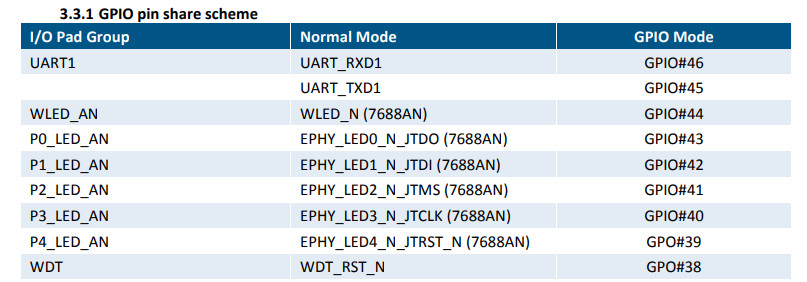 3.3.1 GPIO pin share scheme
I/O Pad Group Normal Mode GPIO Mode
UART1 UART_RXD1 GPIO#46
UART_TXD1 GPIO#45
WLED_AN WLED_N (7688AN) GPIO#44
P0_LED_AN EPHY_LED0_N_JTDO (7688AN) GPIO#43
P1_LED_AN EPHY_LED1_N_JTDI (7688AN) GPIO#42
P2_LED_AN EPHY_LED2_N_JTMS (7688AN) GPIO#41
P3_LED_AN EPHY_LED3_N_JTCLK (7688AN) GPIO#40
P4_LED_AN EPHY_LED4_N_JTRST_N (7688AN) GPO#39
WDT WDT_RST_N GPO#38